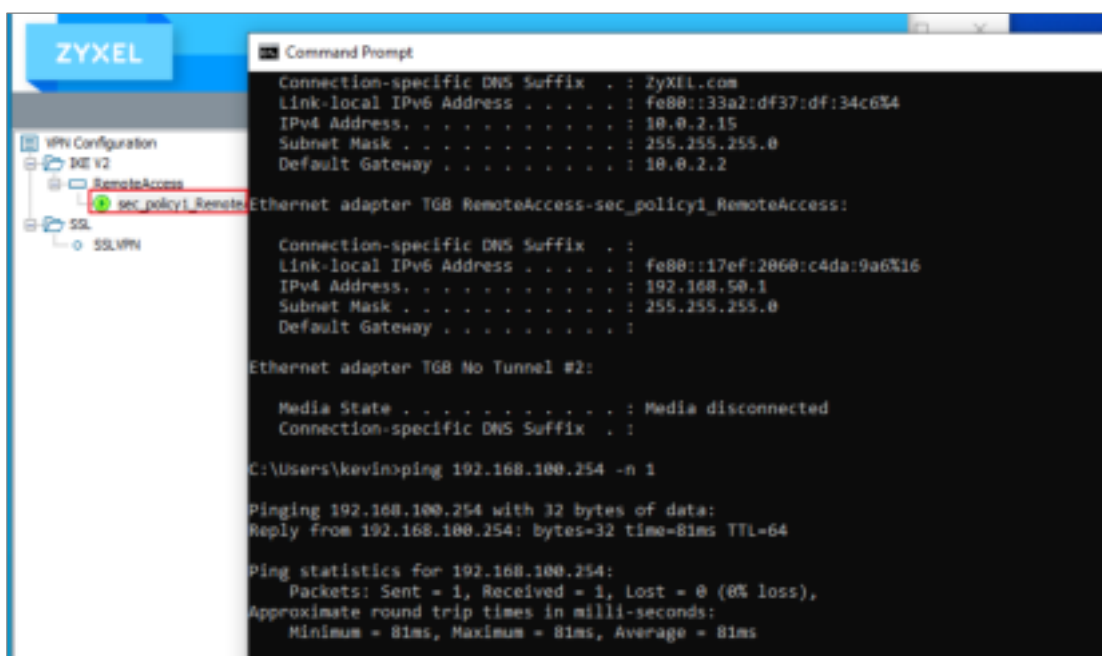 ZYXEL
VPN Configuration
IKE V2
RemoteAccess
sec_policy1_Remote
SSL
SSLVPN
Command Prompt
Connection-specific DNS Suffix  . : ZyXEL.com
Link-local IPv6 Address . . . . . : fe80::33a2:df37:df:34c6%4
IPv4 Address. . . . . . . . . . . : 10.0.2.15
Subnet Mask . . . . . . . . . . . : 255.255.255.0
Default Gateway . . . . . . . . . : 10.0.2.2
Ethernet adapter TGB RemoteAccess-sec_policy1_RemoteAccess:
Connection-specific DNS Suffix  . :
Link-local IPv6 Address . . . . . : fe80::17ef:2060:c4da:9a6%16
IPv4 Address. . . . . . . . . . . : 192.168.50.1
Subnet Mask . . . . . . . . . . . : 255.255.255.0
Default Gateway . . . . . . . . . :
Ethernet adapter TGB No Tunnel #2:
Media State . . . . . . . . . . . : Media disconnected
Connection-specific DNS Suffix  . :
C:\Users\kevin>ping 192.168.100.254 -n 1
Pinging 192.168.100.254 with 32 bytes of data:
Reply from 192.168.100.254: bytes=32 time=81ms TTL=64
Ping statistics for 192.168.100.254:
Packets: Sent = 1, Received = 1, Lost = 0 (0% loss),
Approximate round trip times in milli-seconds:
Minimum = 81ms, Maximum = 81ms, Average = 81ms